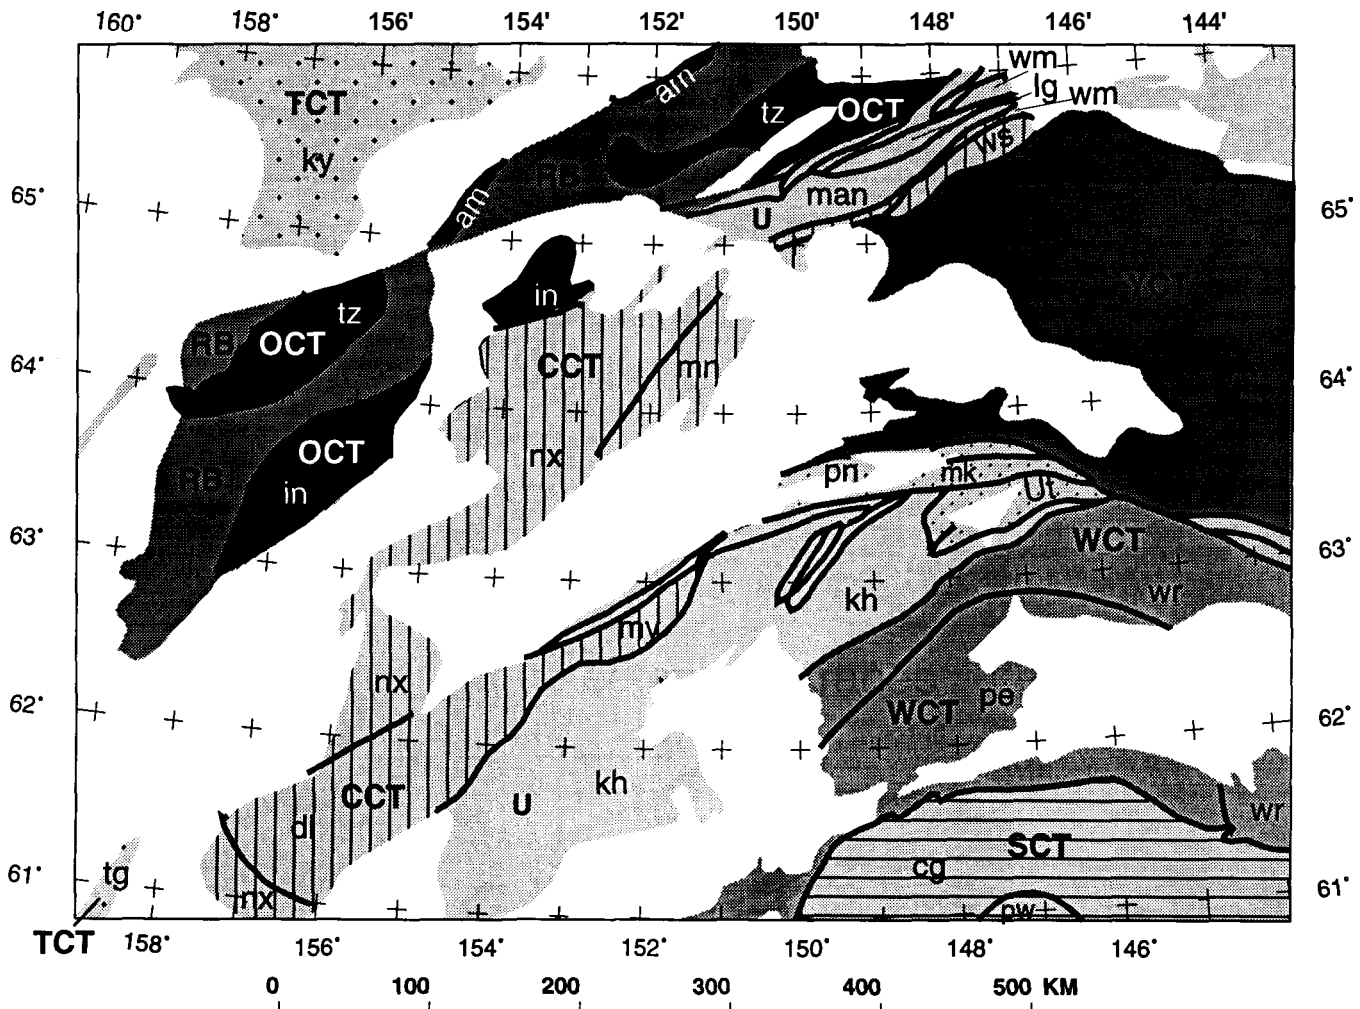 160° 158° 156° 154° 152° 150° 148° 146° 144°
wm
am TCT lg
tz OCT wm
ky RB ws
65° am man 65°
U
YCT
in
tz
RB OCT
64° CCT mn 64°
OCT
nx pn mk
RB in Ut
63° WCT 63°
kh wr
my
nx
62° WCT pe 62°
kh
CCT U wr
dl
SCT
cg
61° tg 61°
nx pw
TCT 158° 156° 154° 152° 150° 148° 146°
0 100 200 300 400 500 KM